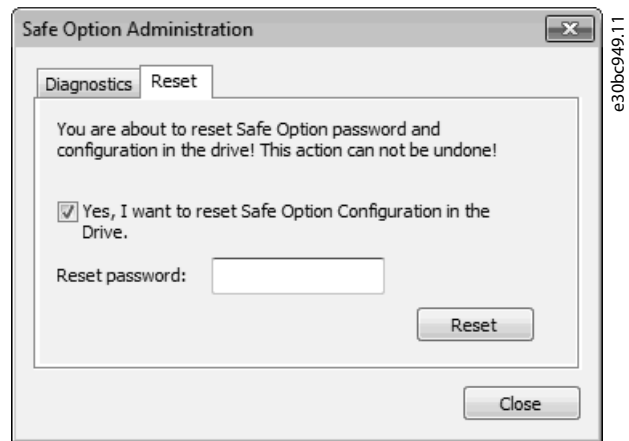 Safe Option Administration
Diagnostics Reset
You are about to reset Safe Option password and
configuration in the drive! This action can not be undone!
Yes, I want to reset Safe Option Configuration in the
Drive.
Reset password:
Reset
Close
e30bc949.11